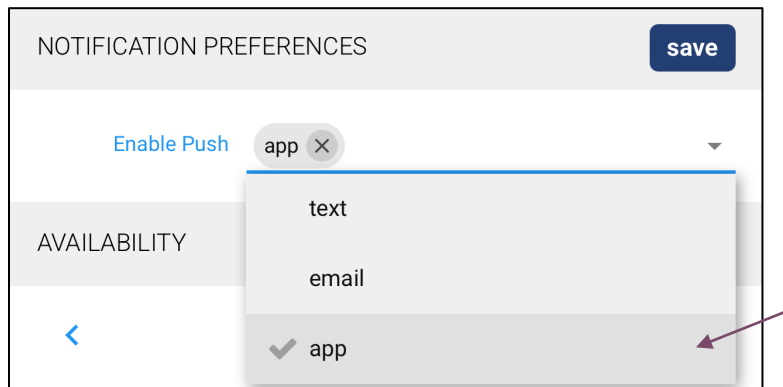 NOTIFICATION PREFERENCES save
Enable Push app
text
AVAILABILITY
email
app